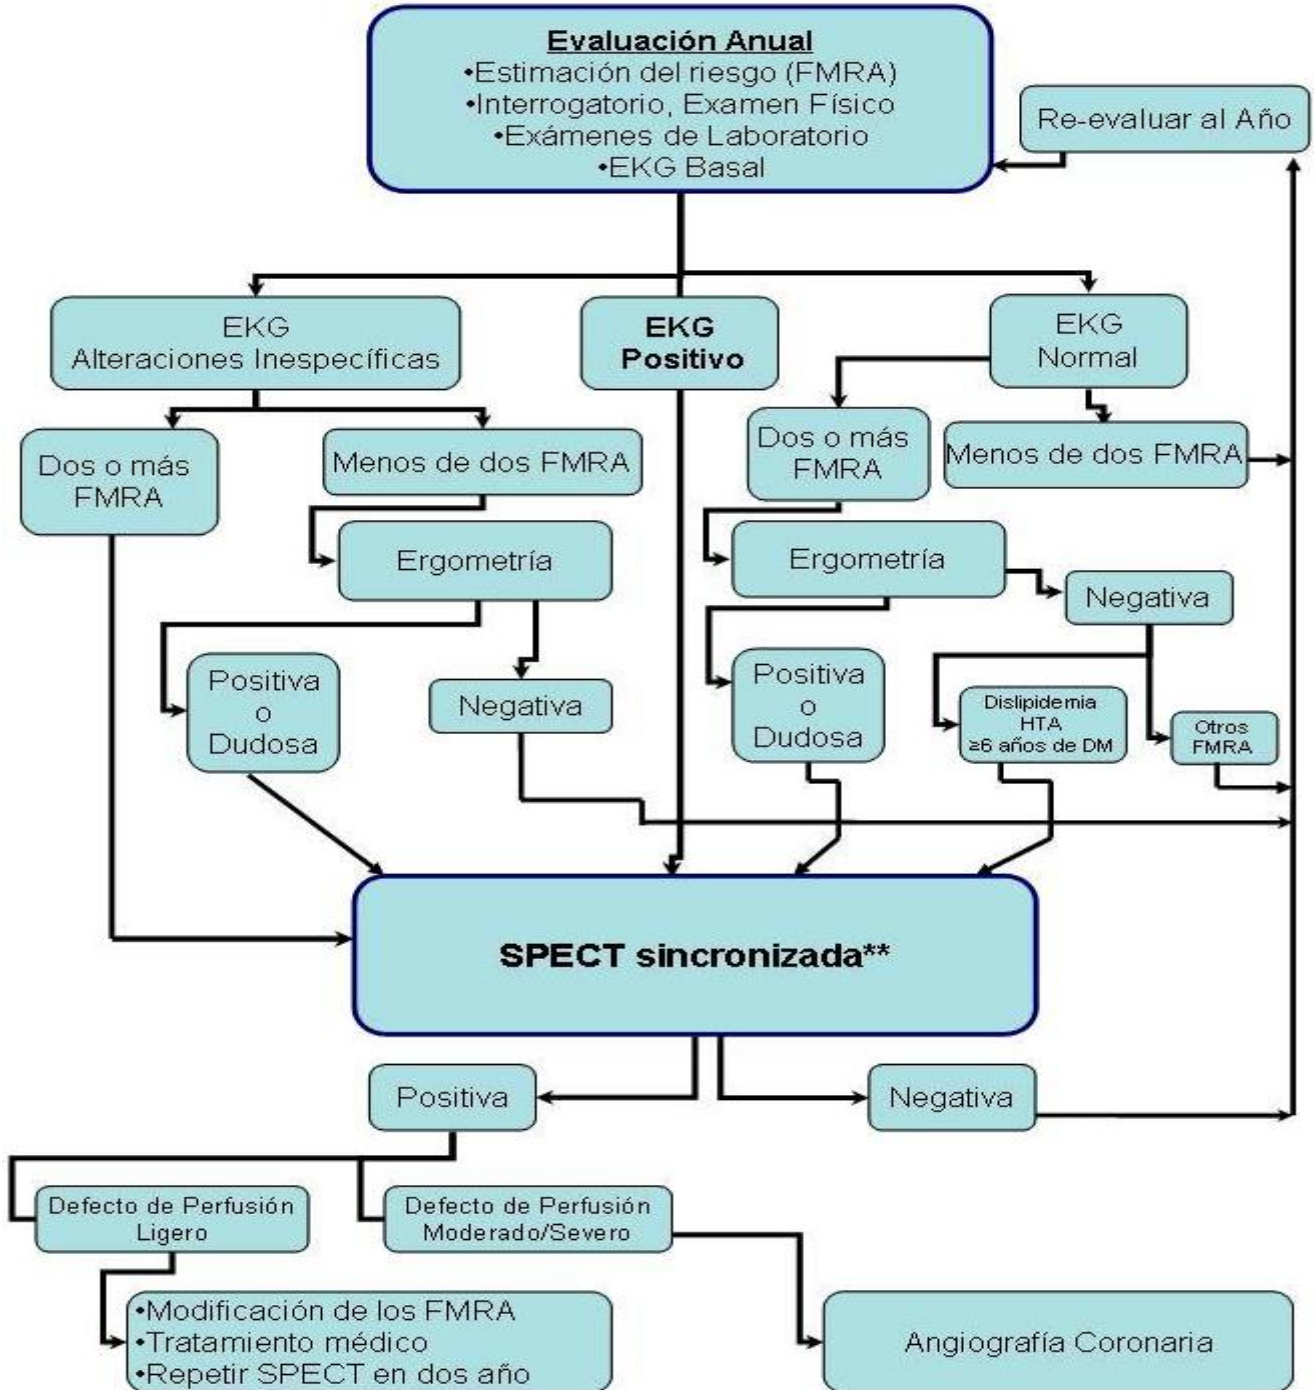 Evaluación Anual
•Estimación del riesgo (FMRA)
•Interrogatorio, Examen Físico
•Exámenes de Laboratorio
•EKG Basal
Re-evaluar al Año
EKG
Alteraciones Inespecíficas
EKG
Positivo
EKG
Normal
Dos o más
FMRA
Menos de dos FMRA
Dos o más
FMRA
Menos de dos FMRA
Ergometría
Ergometría
Negativa
Positiva
o
Dudosa
Negativa
Positiva
o
Dudosa
Dislipidemia
HTA
≥6 años de DM
Otros
FMRA
SPECT sincronizada**
Positiva
Negativa
Defecto de Perfusión
Ligero
Defecto de Perfusión
Moderado/Severo
•Modificación de los FMRA
•Tratamiento médico
•Repetir SPECT en dos año
Angiografía Coronaria